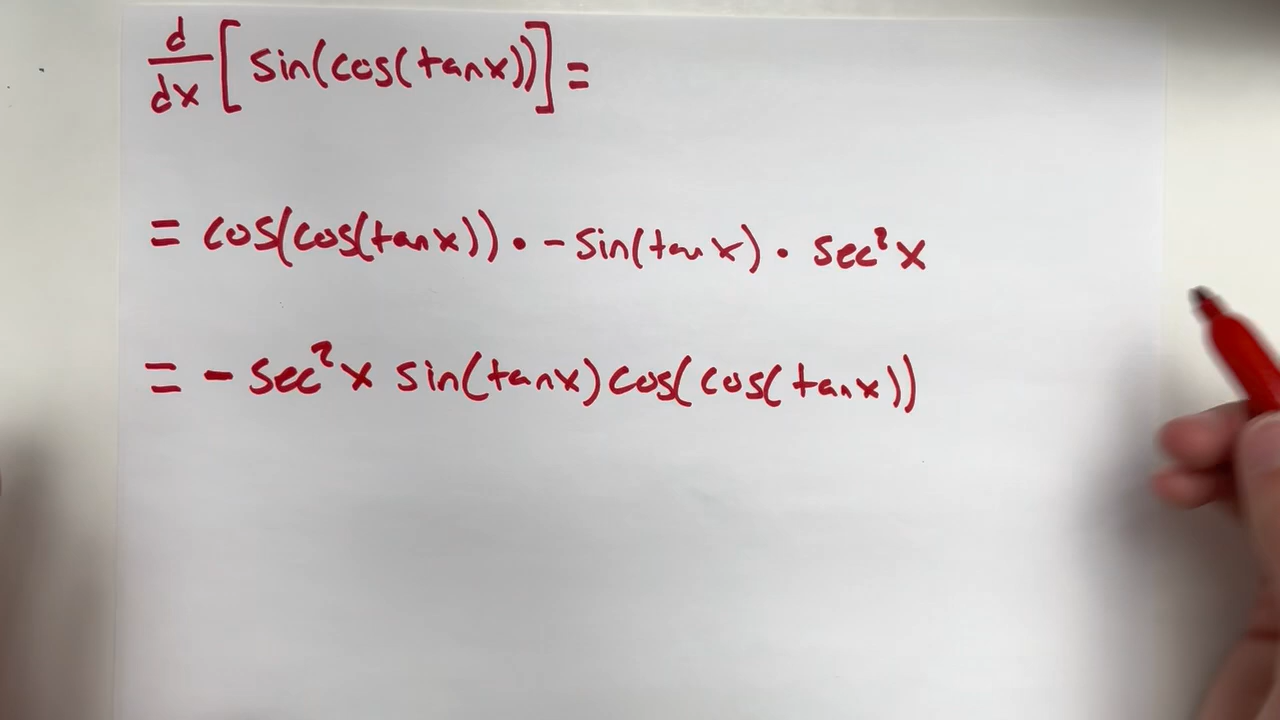 d/dx [sin(cos(tanx))] =
= cos(cos(tanx)) · -sin(tanx) · sec²x
= -sec²x sin(tanx)cos(cos(tanx))